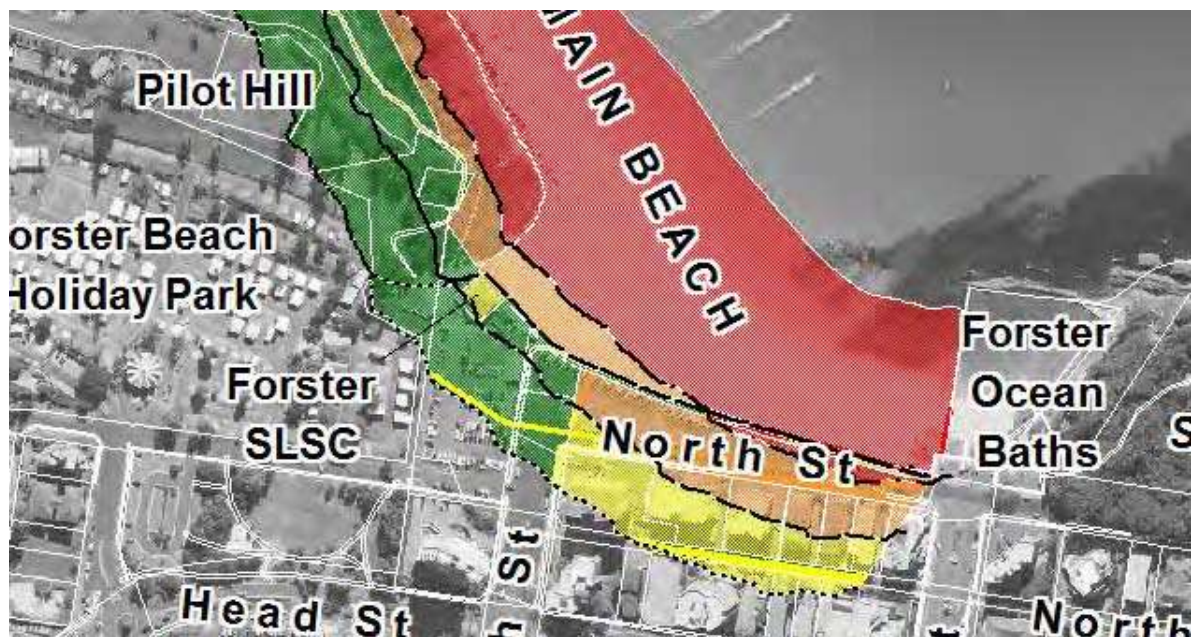 MAIN BEACH
Pilot Hill
orster Beach
Holiday Park
Forster
SLSC
Forster
Ocean
Baths
S
North St
h St
Head St
t
North